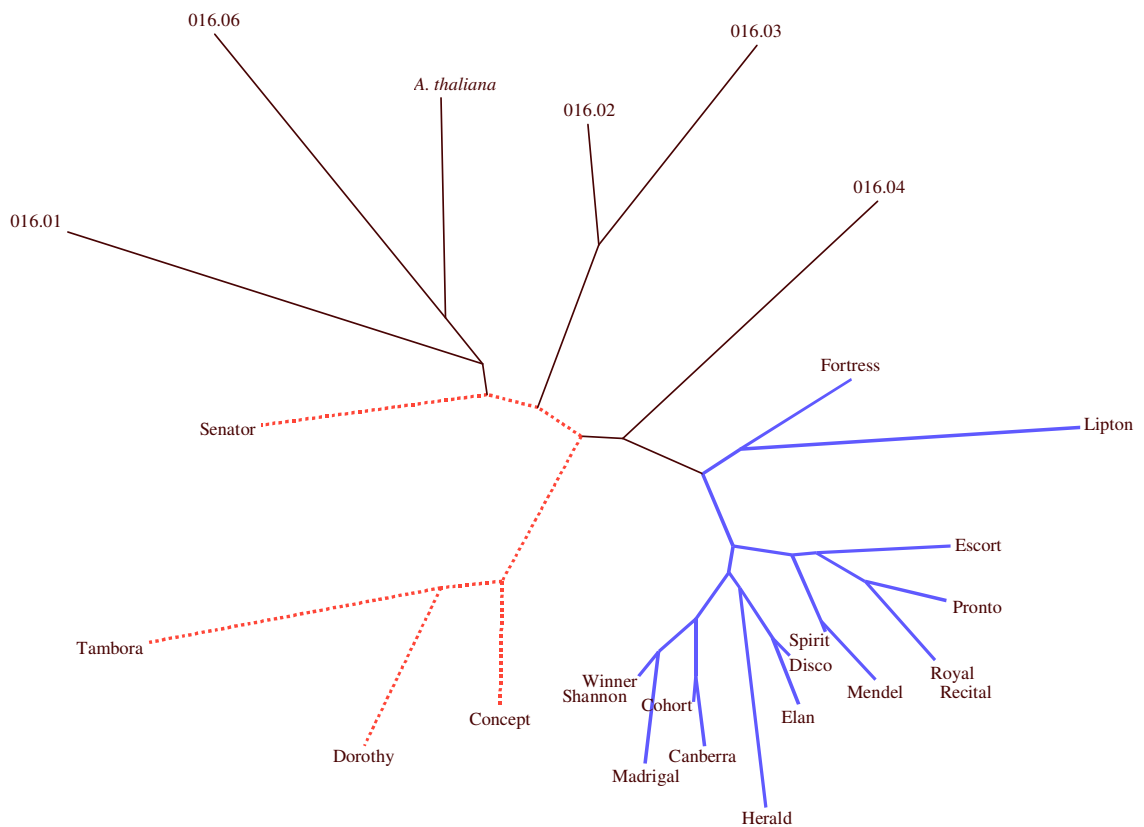 016.06
016.03
A. thaliana
016.02
016.04
016.01
Fortress
Lipton
Senator
Escort
Pronto
Spirit
Tambora
Disco
Royal
Recital
Winner
Mendel
Shannon
Cohort
Elan
Concept
Dorothy
Canberra
Madrigal
Herald